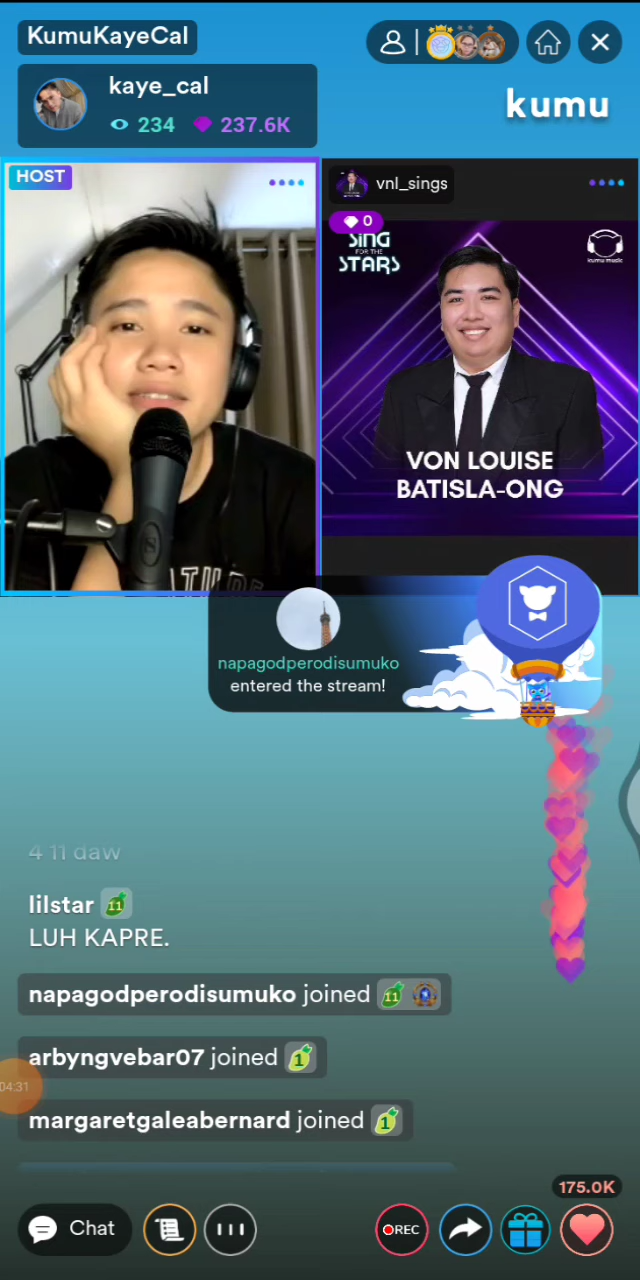 KumuKayeCal
kaye_cal
234 237.6K
kumu
HOST
vnl_sings
0
SING
FOR THE
STARS
kumu music
VON LOUISE
BATISLA-ONG
napagodperodisumuko
entered the stream!
4 11 daw
lilstar 11
LUH KAPRE.
napagodperodisumuko joined 11
arbyngvebar07 joined 1
04:31
margaretgaleabernard joined 1
175.0K
Chat
REC